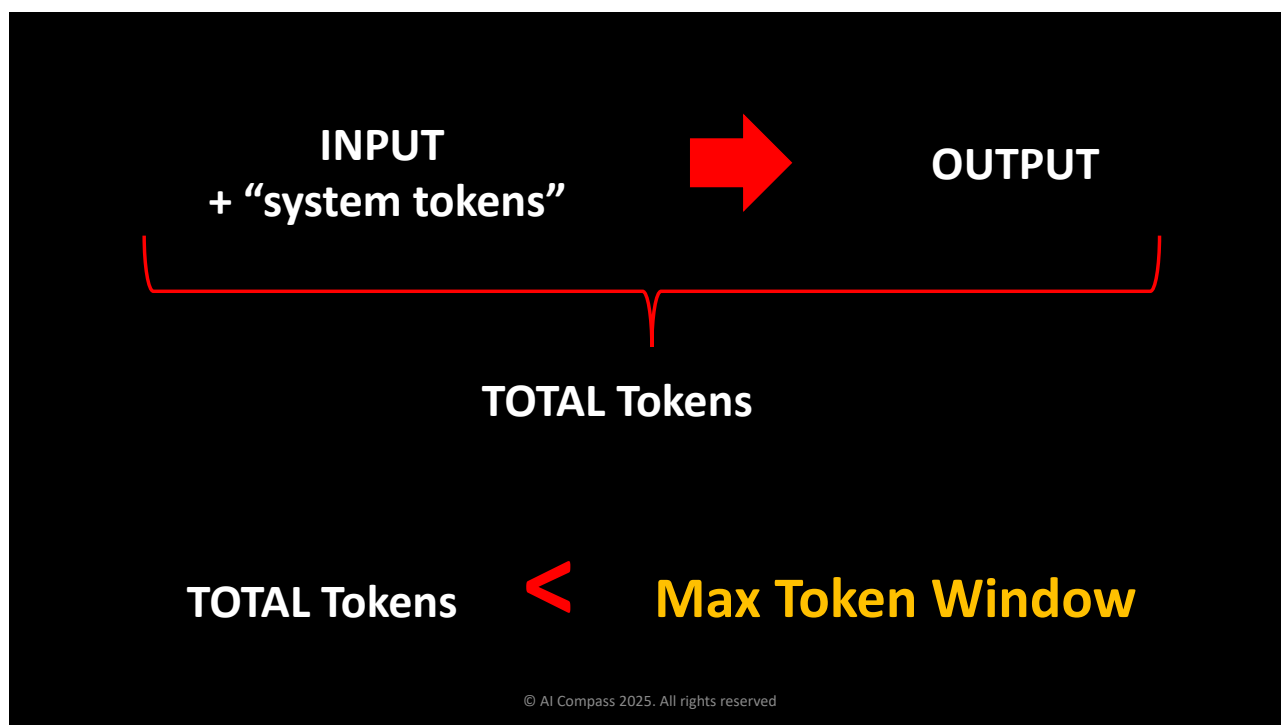 INPUT
+ “system tokens”
OUTPUT
TOTAL Tokens
TOTAL Tokens < Max Token Window
© AI Compass 2025. All rights reserved